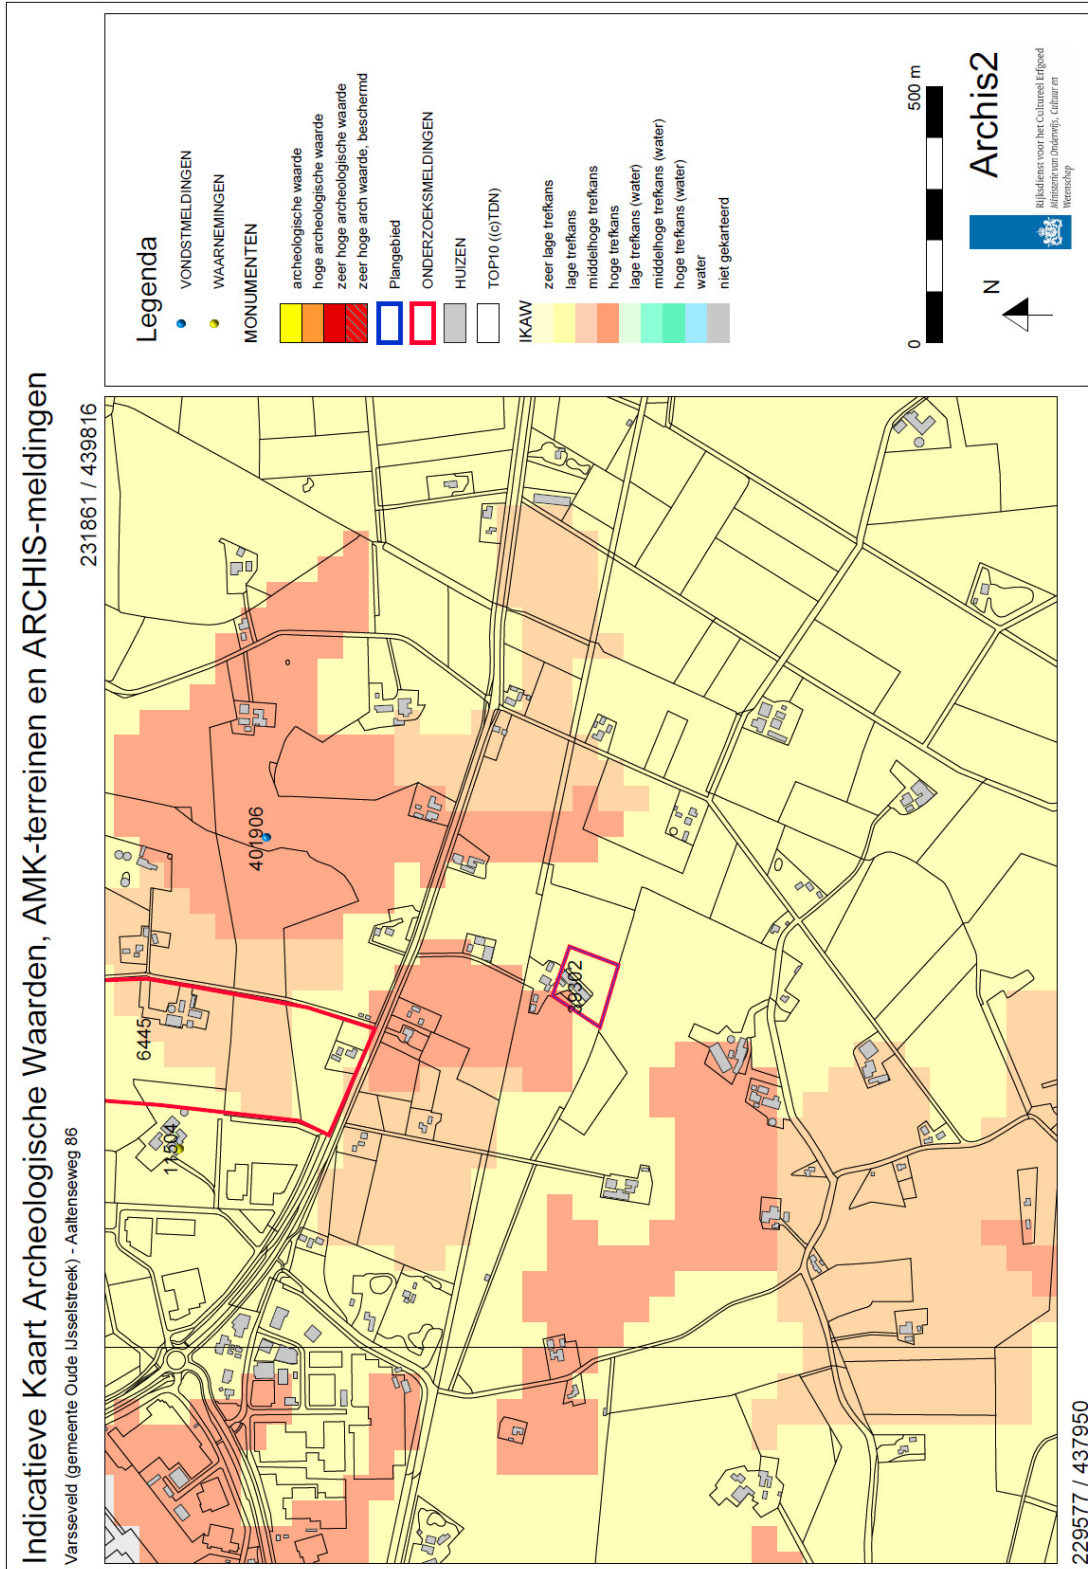 Indicatieve Kaart Archeologische Waarden, AMK-terreinen en ARCHIS-meldingen
Varsseveld (gemeente Oude IJsselstreek) - Aaltenseweg 86
231861 / 439816
11504
6445
401906
39302
229577 / 437950
Legenda
VONDSTMELDINGEN
WAARNEMINGEN
MONUMENTEN
archeologische waarde
hoge archeologische waarde
zeer hoge archeologische waarde
zeer hoge arch waarde, beschermd
Plangebied
ONDERZOEKSMELDINGEN
HUIZEN
TOP10 ((c)TDN)
IKAW
zeer lage trefkans
lage trefkans
middelhoge trefkans
hoge trefkans
lage trefkans (water)
middelhoge trefkans (water)
hoge trefkans (water)
water
niet gekarteerd
0
500 m
N
Archis2
Rijksdienst voor het Cultureel Erfgoed
Ministerie van Onderwijs, Cultuur en
Wetenschap